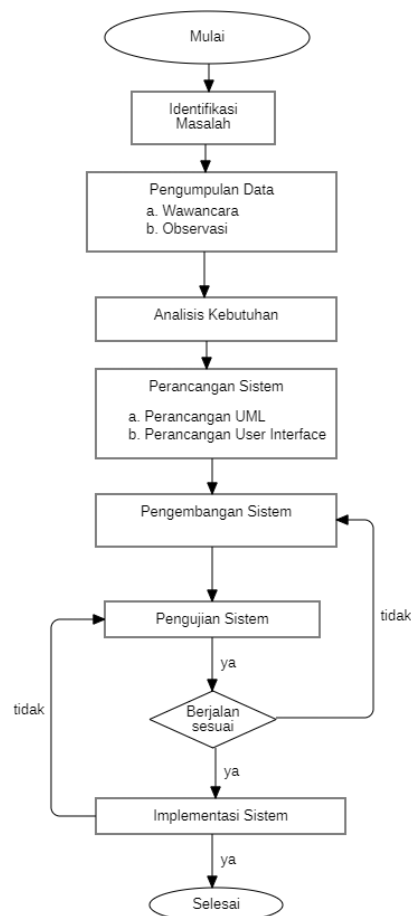 Mulai
Identifikasi
Masalah
Pengumpulan Data
a. Wawancara
b. Observasi
Analisis Kebutuhan
Perancangan Sistem
a. Perancangan UML
b. Perancangan User Interface
Pengembangan Sistem
Pengujian Sistem
tidak
ya
tidak
Berjalan
sesuai
ya
Implementasi Sistem
ya
Selesai